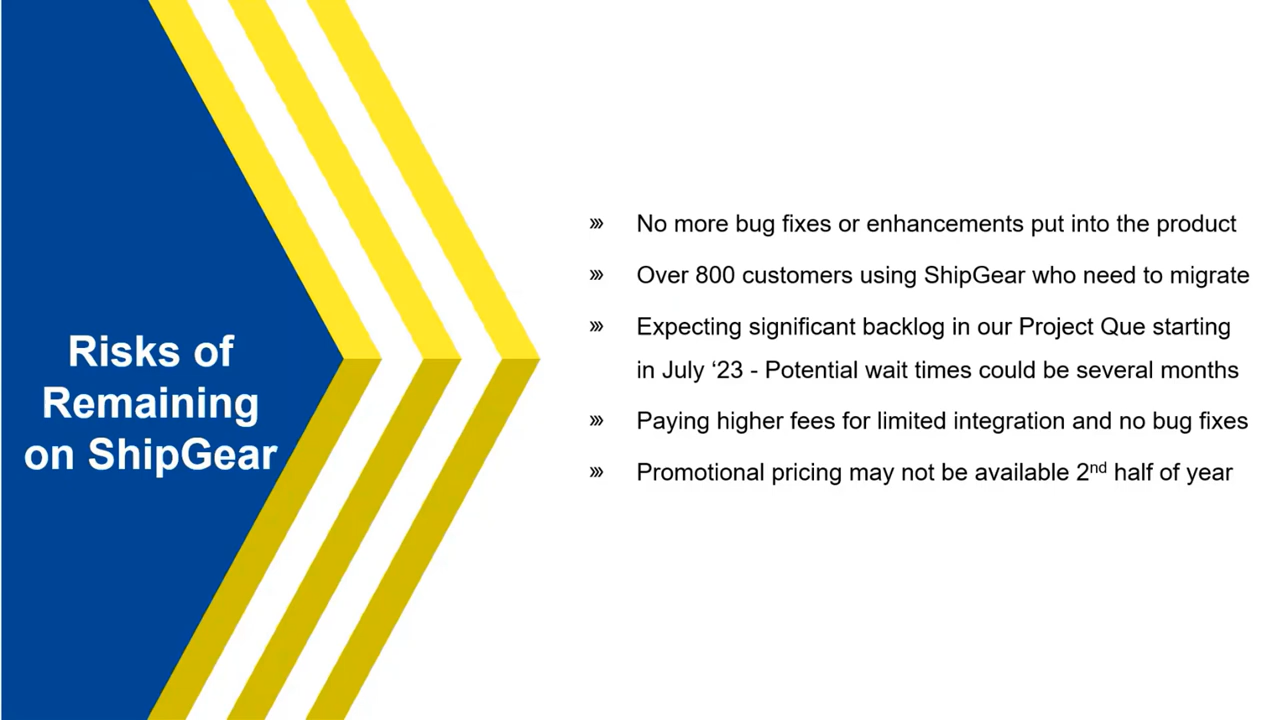 Risks of
Remaining
on ShipGear
››› No more bug fixes or enhancements put into the product
››› Over 800 customers using ShipGear who need to migrate
››› Expecting significant backlog in our Project Que starting
in July ‘23 - Potential wait times could be several months
››› Paying higher fees for limited integration and no bug fixes
››› Promotional pricing may not be available 2nd half of year